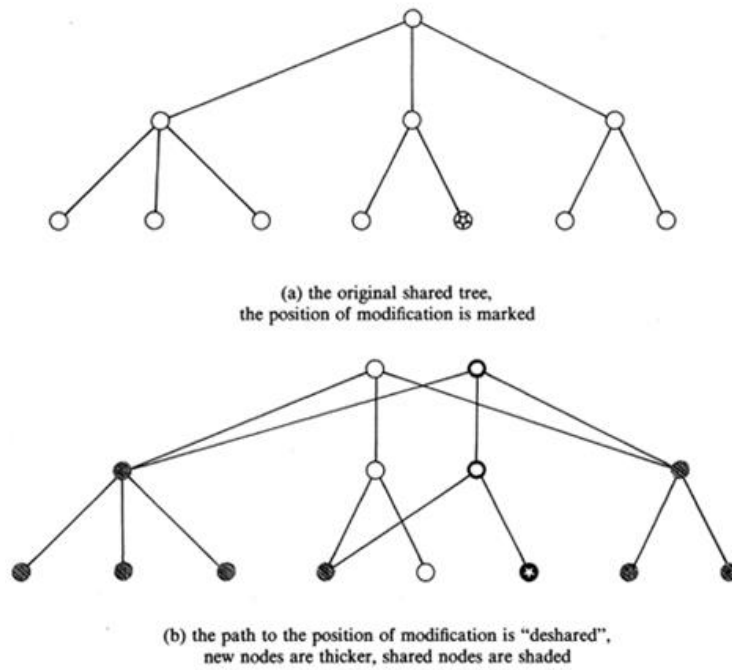 (a) the original shared tree,
the position of modification is marked
(b) the path to the position of modification is “deshared”,
new nodes are thicker, shared nodes are shaded